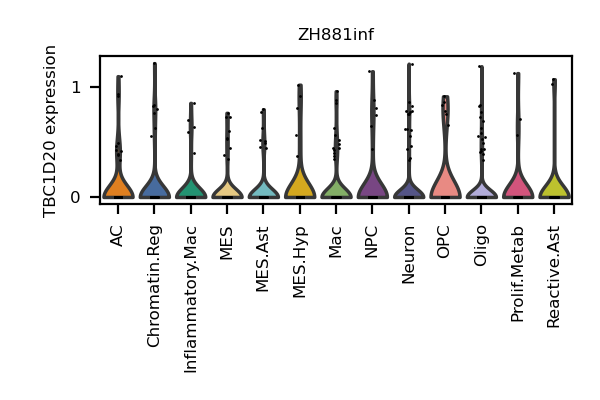 ZH881inf
TBC1D20 expression
1
0
AC
Chromatin.Reg
Inflammatory.Mac
MES
MES.Ast
MES.Hyp
Mac
NPC
Neuron
OPC
Oligo
Prolif.Metab
Reactive.Ast